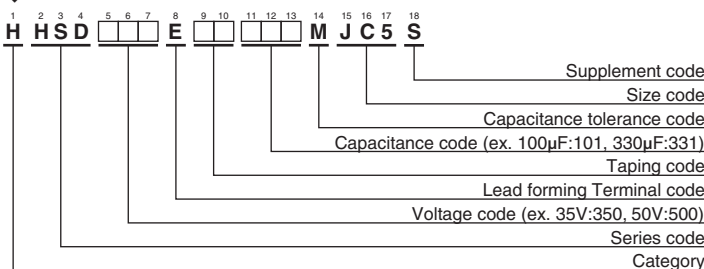 1 2 3 4 5 6 7 8 9 10 11 12 13 14 15 16 17 18
H HSD □□□ E □□ □□□ M JC5 S
Supplement code
Size code
Capacitance tolerance code
Capacitance code (ex. 100μF:101, 330μF:331)
Taping code
Lead forming Terminal code
Voltage code (ex. 35V:350, 50V:500)
Series code
Category